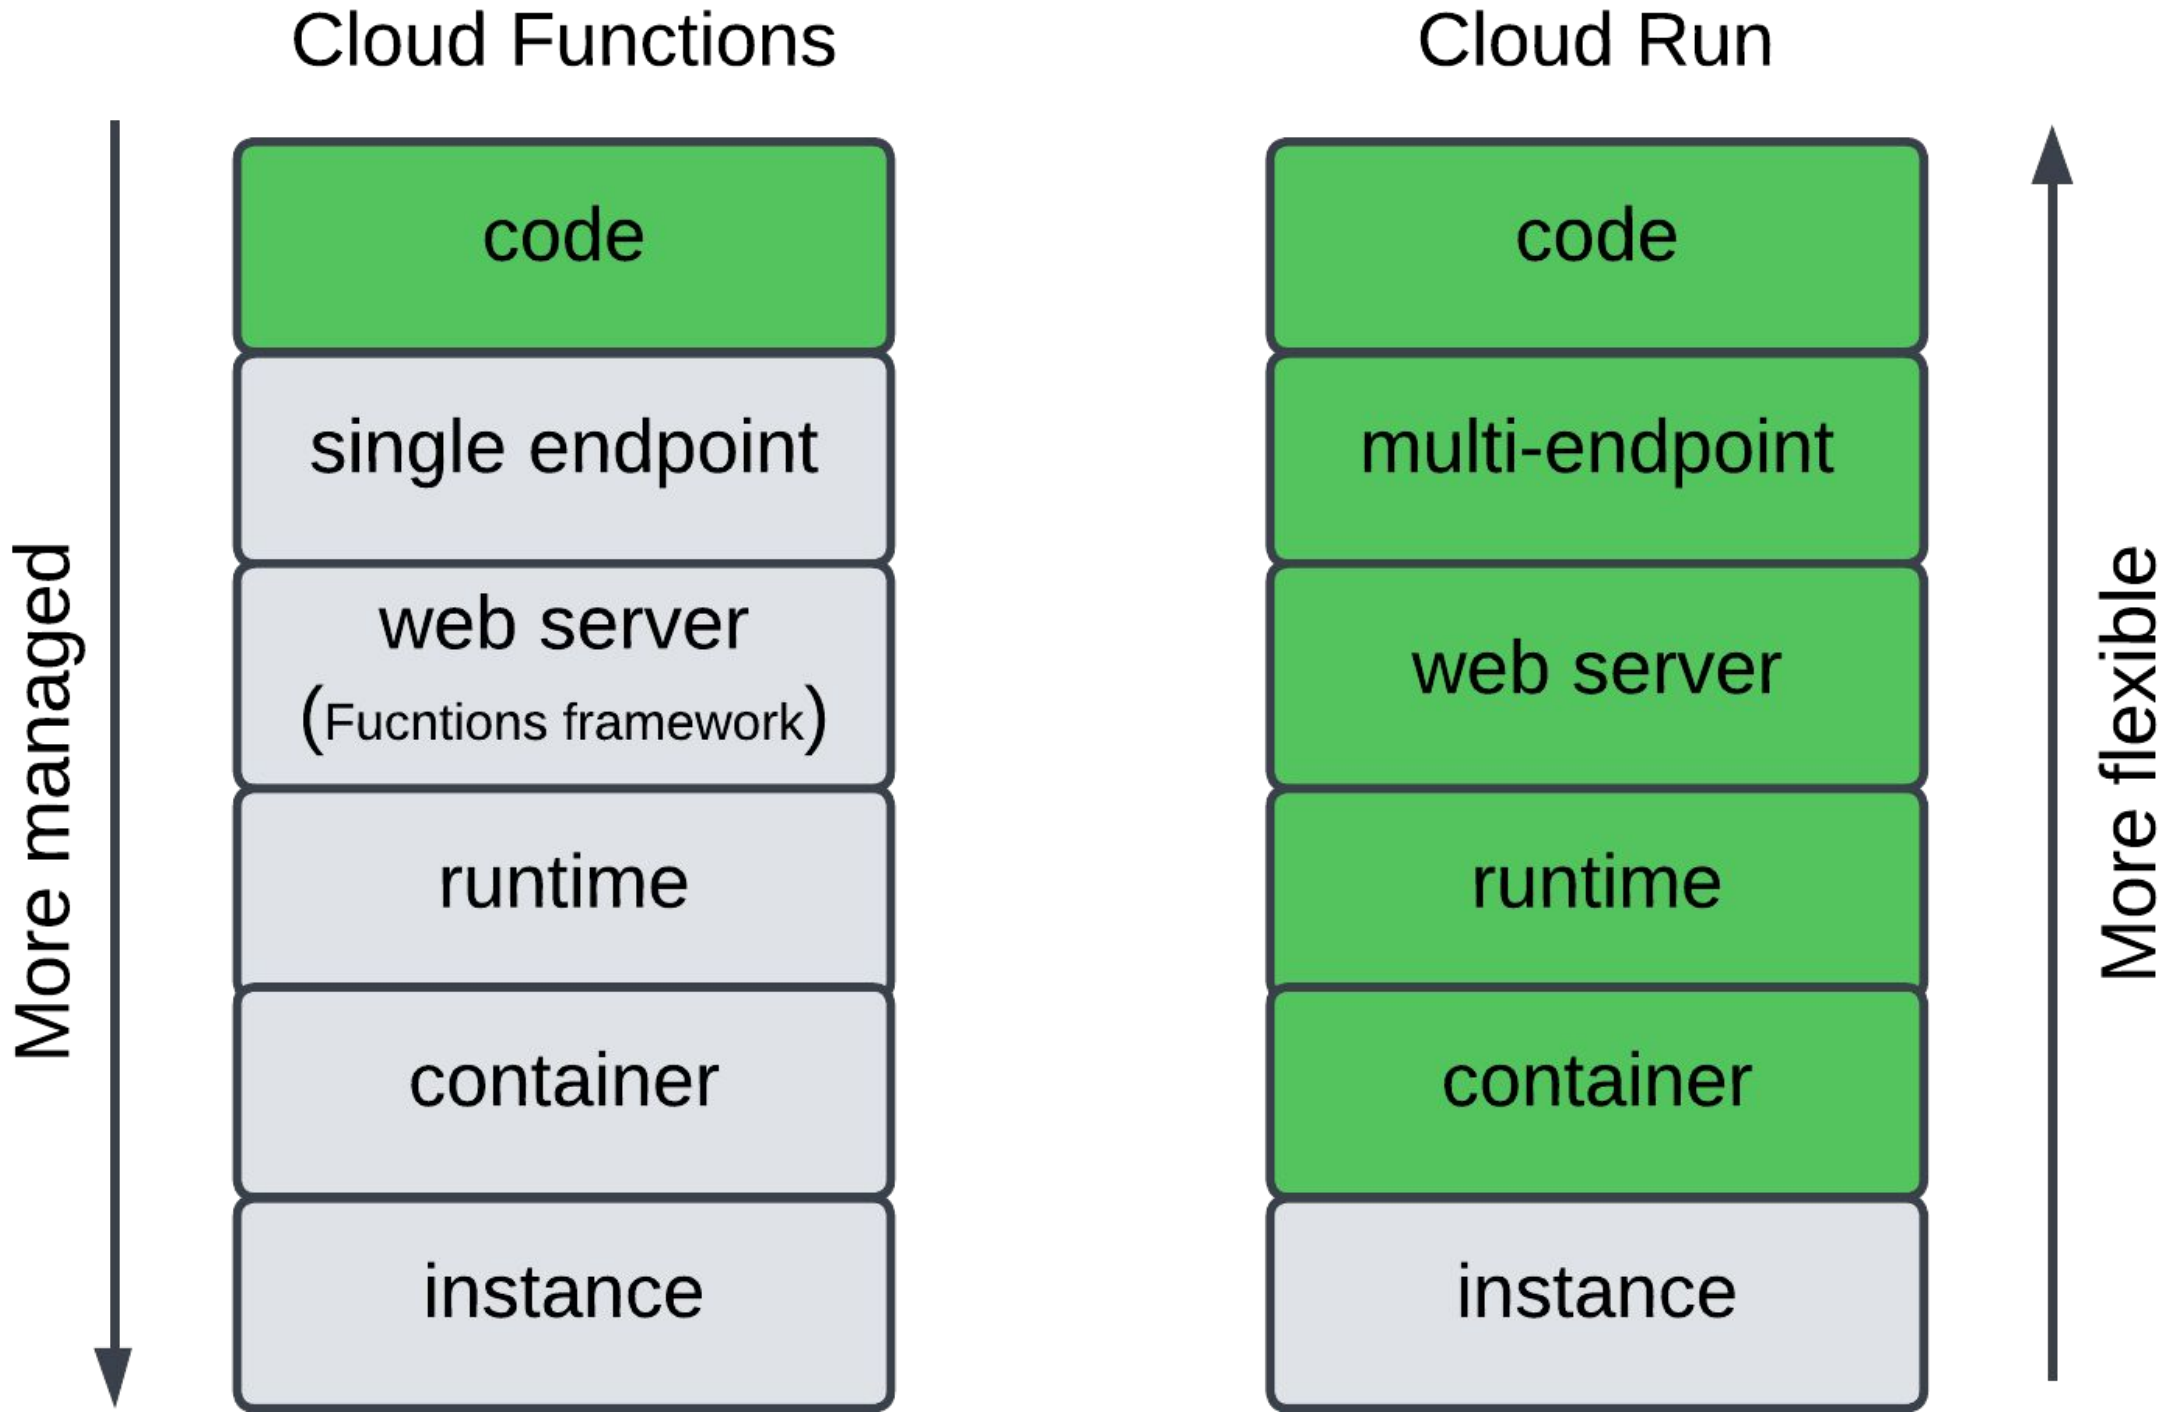 Cloud Functions
Cloud Run
More managed
code
single endpoint
web server
(Fucntions framework)
runtime
container
instance
code
multi-endpoint
web server
runtime
container
instance
More flexible